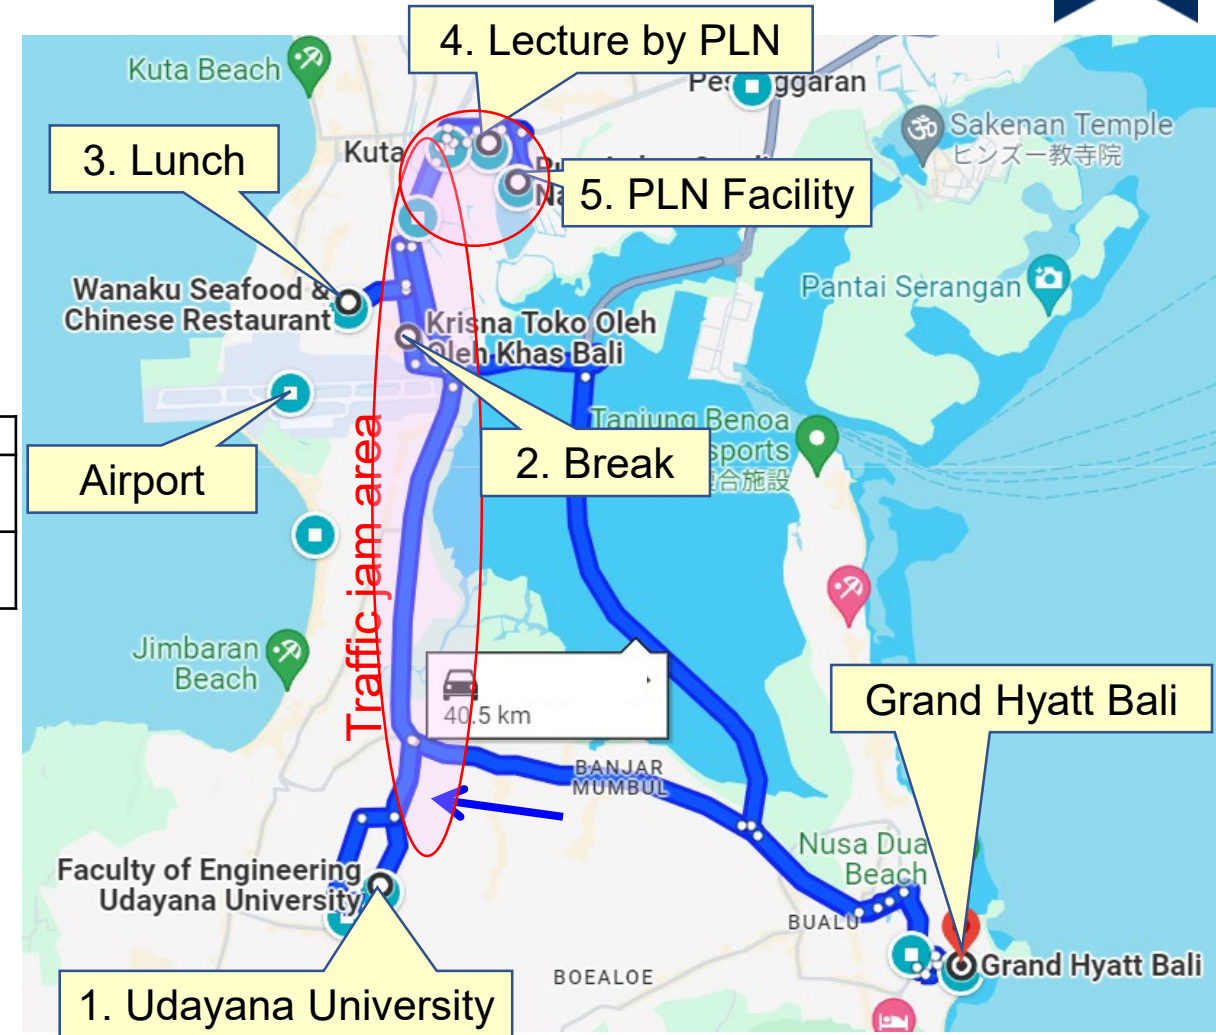 4. Lecture by PLN
Kuta Beach
Sakenan Temple
ヒンズー教寺院
3. Lunch
Kuta
5. PLN Facility
Pantai Serangan
Wanaku Seafood &
Chinese Restaurant
Krisna Toko Oleh
Oleh Khas Bali
Traffic jam area
Tanjung Benoa
2. Break
Airport
Jimbaran
Beach
40.5 km
Grand Hyatt Bali
BANJAR
MUMBUL
Nusa Dua
Beach
Faculty of Engineering
Udayana University
BUALU
BOEALOE
Grand Hyatt Bali
1. Udayana University